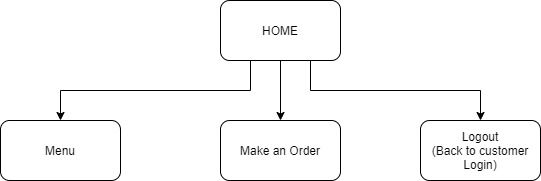 HOME
Menu
Make an Order
Logout
(Back to customer
Login)